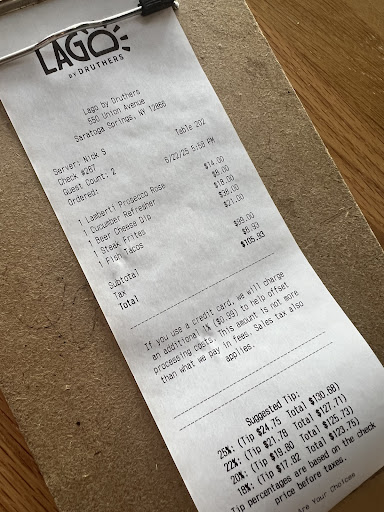 LAGO
BY DRUTHERS
Lago by Druthers
550 Union Avenue
Saratoga Springs, NY 12866
Server: Nick S
Check #287 Table 202
Guest Count: 2
Ordered: 5/22/25 PM
1 Lamberti Prosecco Rose $14.00
1 Cucumber Refresher $8.00
1 Beer Cheese Dip $18.00
1 Steak Frites $38.00
1 Fish Tacos $21.00
Subtotal $99.00
Tax $6.93
Total $105.93
If you use a credit card, we will charge
an additional 1% ($0.99) to help offset
processing costs. This amount is not more
than what we pay in fees. Sales tax also
applies.
Suggested Tip:
25%: (Tip $24.75 Total $130.68)
22%: (Tip $21.78 Total $127.71)
20%: (Tip $19.80 Total $125.73)
18%: (Tip $17.82 Total $123.75)
Tip percentages are based on the check
price before taxes.
Are Your Choices